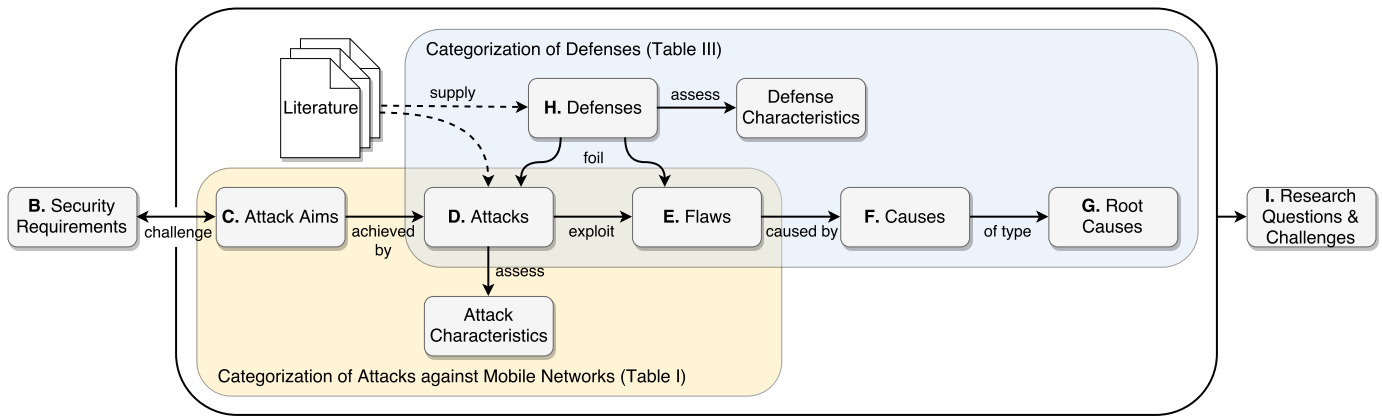 Categorization of Defenses (Table III)
Literature
supply
H. Defenses
assess
Defense
Characteristics
foil
B. Security
Requirements
challenge
C. Attack Aims
achieved
by
D. Attacks
exploit
E. Flaws
caused by
F. Causes
of type
G. Root
Causes
I. Research
Questions &
Challenges
assess
Attack
Characteristics
Categorization of Attacks against Mobile Networks (Table I)